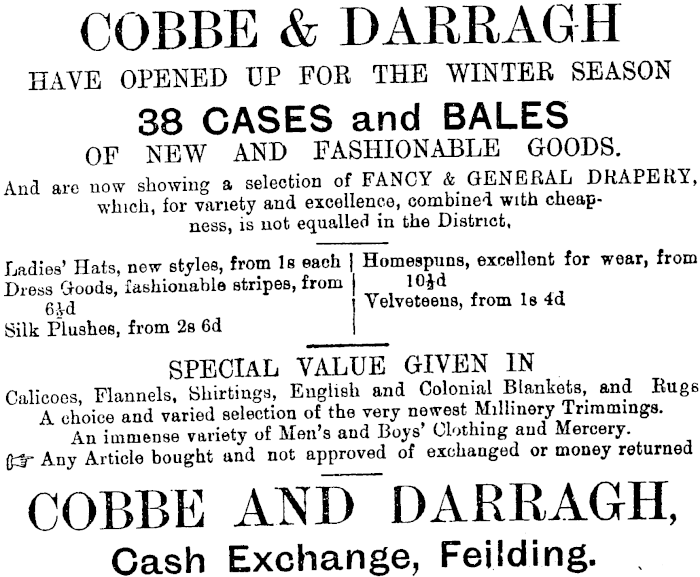 COBBE & DARRAGH
HAVE OPENED UP FOR THE WINTER SEASON
38 CASES and BALES
OF NEW AND FASHIONABLE GOODS.
And are now showing a selection of FANCY & GENERAL DRAPERY,
which, for variety and excellence, combined with cheap-
ness, is not equalled in the District,
Ladies' Hats, new styles, from 1s each
Dress Goods, fashionable stripes, from
6½d
Silk Plushes, from 2s 6d
Homespuns, excellent for wear, from
10½d
Velveteens, from 1s 4d
SPECIAL VALUE GIVEN IN
Calicoes, Flannels, Shirtings, English and Colonial Blankets, and Rugs
A choice and varied selection of the very newest Millinery Trimmings.
An immense variety of Men's and Boys' Clothing and Mercery.
☞ Any Article bought and not approved of exchanged or money returned
COBBE AND DARRAGH,
Cash Exchange, Feilding.